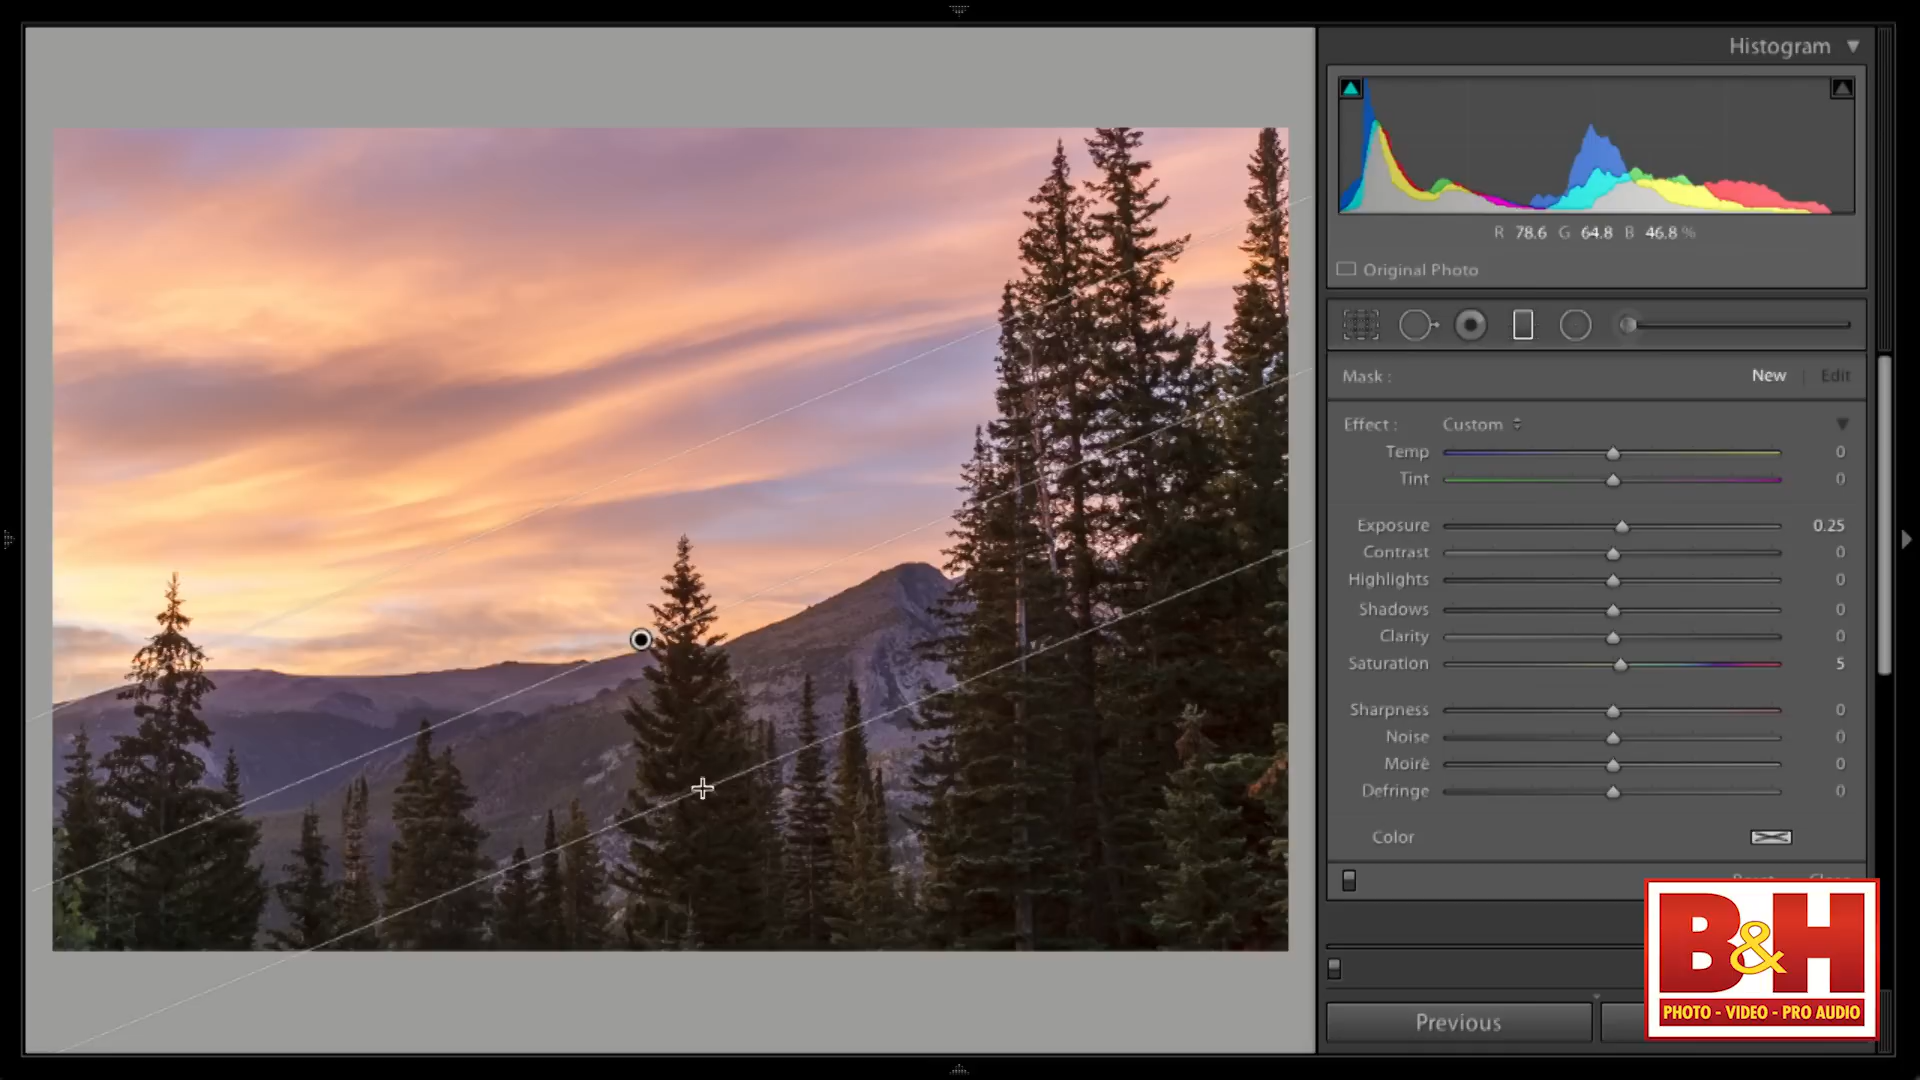 Histogram
R 78.6 G 64.8 B 46.8 %
Original Photo
Mask : New Edit
Effect : Custom
Temp 0
Tint 0
Exposure 0.25
Contrast 0
Highlights 0
Shadows 0
Clarity 0
Saturation 5
Sharpness 0
Noise 0
Moiré 0
Defringe 0
Color
B&H
PHOTO - VIDEO - PRO AUDIO
Previous